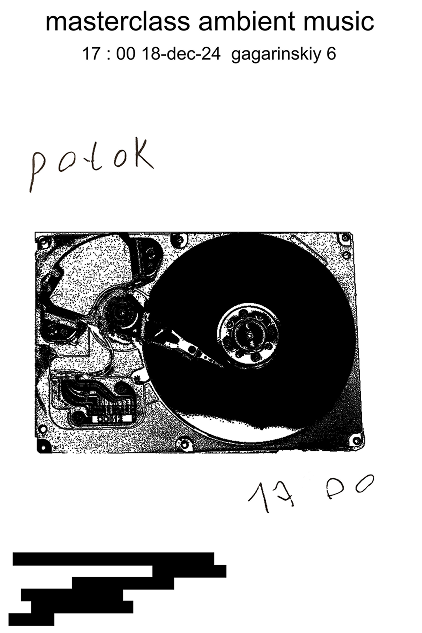 masterclass ambient music
17 : 00 18-dec-24 gagarinskiy 6
potok
17 00